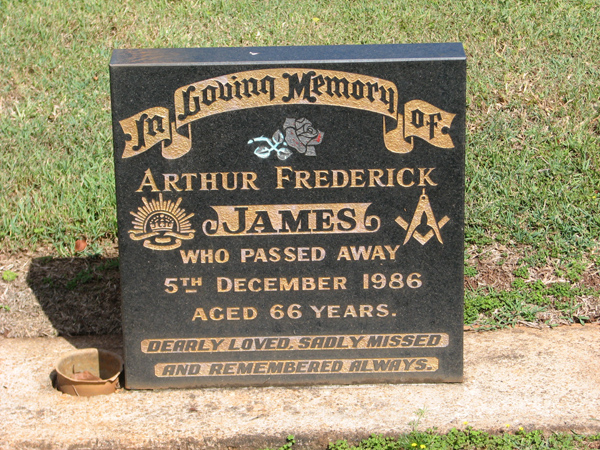 In Loving Memory of
ARTHUR FREDERICK
JAMES
WHO PASSED AWAY
5TH DECEMBER 1986
AGED 66 YEARS.
DEARLY LOVED, SADLY MISSED
AND REMEMBERED ALWAYS.